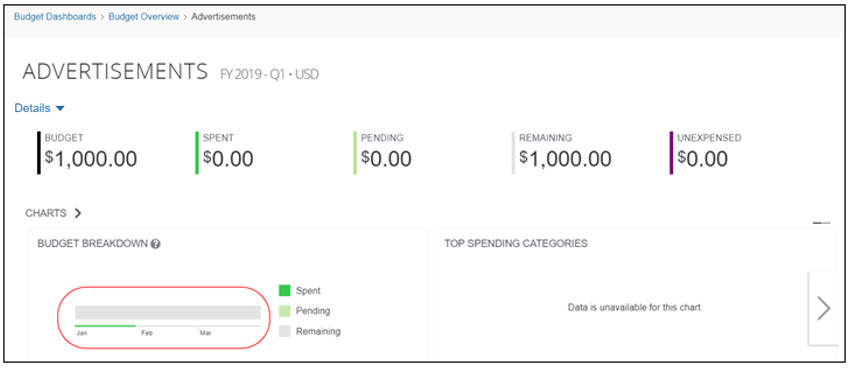 Budget Dashboards > Budget Overview > Advertisements
ADVERTISEMENTS FY 2019 - Q1 • USD
Details
BUDGET
$1,000.00
SPENT
$0.00
PENDING
$0.00
REMAINING
$1,000.00
UNEXPENSED
$0.00
CHARTS
BUDGET BREAKDOWN ?
Jan Feb Mar
Spent
Pending
Remaining
TOP SPENDING CATEGORIES
Data is unavailable for this chart.